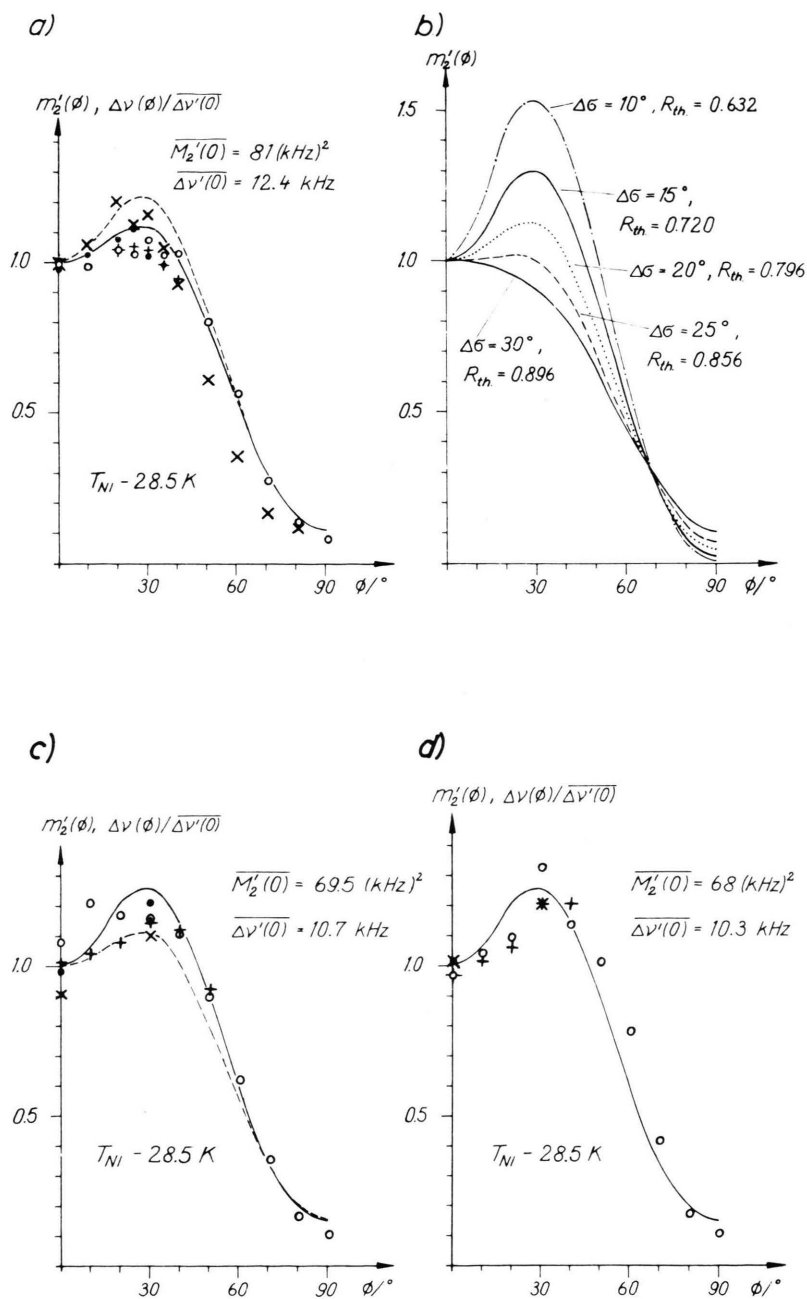 a)
m₂'(ϕ), Δν(ϕ)/Δν'(0)
M₂'(0) = 81 (kHz)²
Δν'(0) = 12.4 kHz
1.0
0.5
T_NI - 28.5 K
30
60
90
ϕ/°
b)
m₂'(ϕ)
1.5
1.0
0.5
Δσ = 10°, R_th. = 0.632
Δσ = 15°,
R_th. = 0.720
Δσ = 20°, R_th. = 0.796
Δσ = 25°,
R_th. = 0.856
Δσ = 30°,
R_th. = 0.896
30
60
90
ϕ/°
c)
m₂'(ϕ), Δν(ϕ)/Δν'(0)
M₂'(0) = 69.5 (kHz)²
Δν'(0) = 10.7 kHz
1.0
0.5
T_NI - 28.5 K
30
60
90
ϕ/°
d)
m₂'(ϕ), Δν(ϕ)/Δν'(0)
M₂'(0) = 68 (kHz)²
Δν'(0) = 10.3 kHz
1.0
0.5
T_NI - 28.5 K
30
60
90
ϕ/°